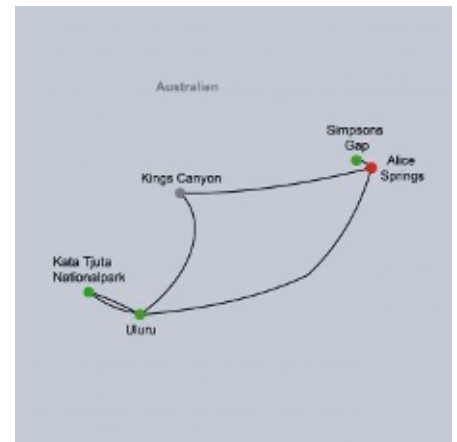 Australien
Simpsons
Gap
Alice
Springs
Kings Canyon
Kata Tjuta
Nationalpark
Uluru